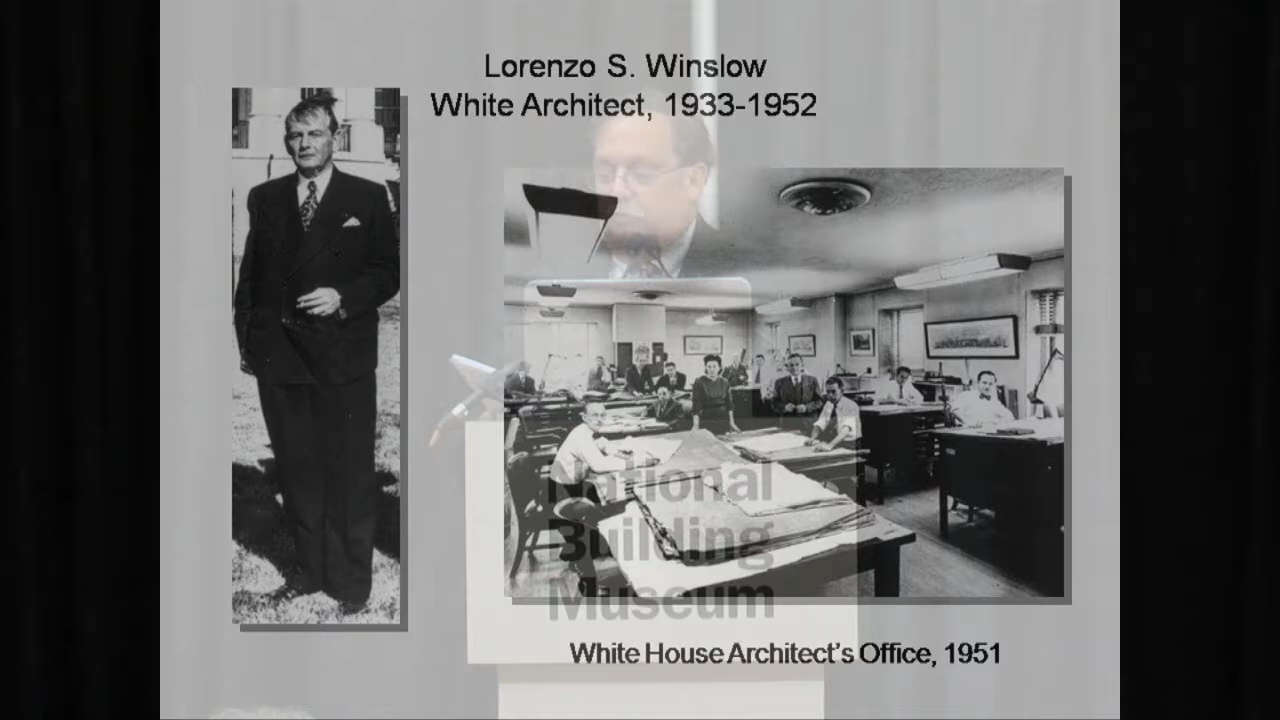 Lorenzo S. Winslow
White Architect, 1933-1952
National
Building
Museum
White House Architect's Office, 1951